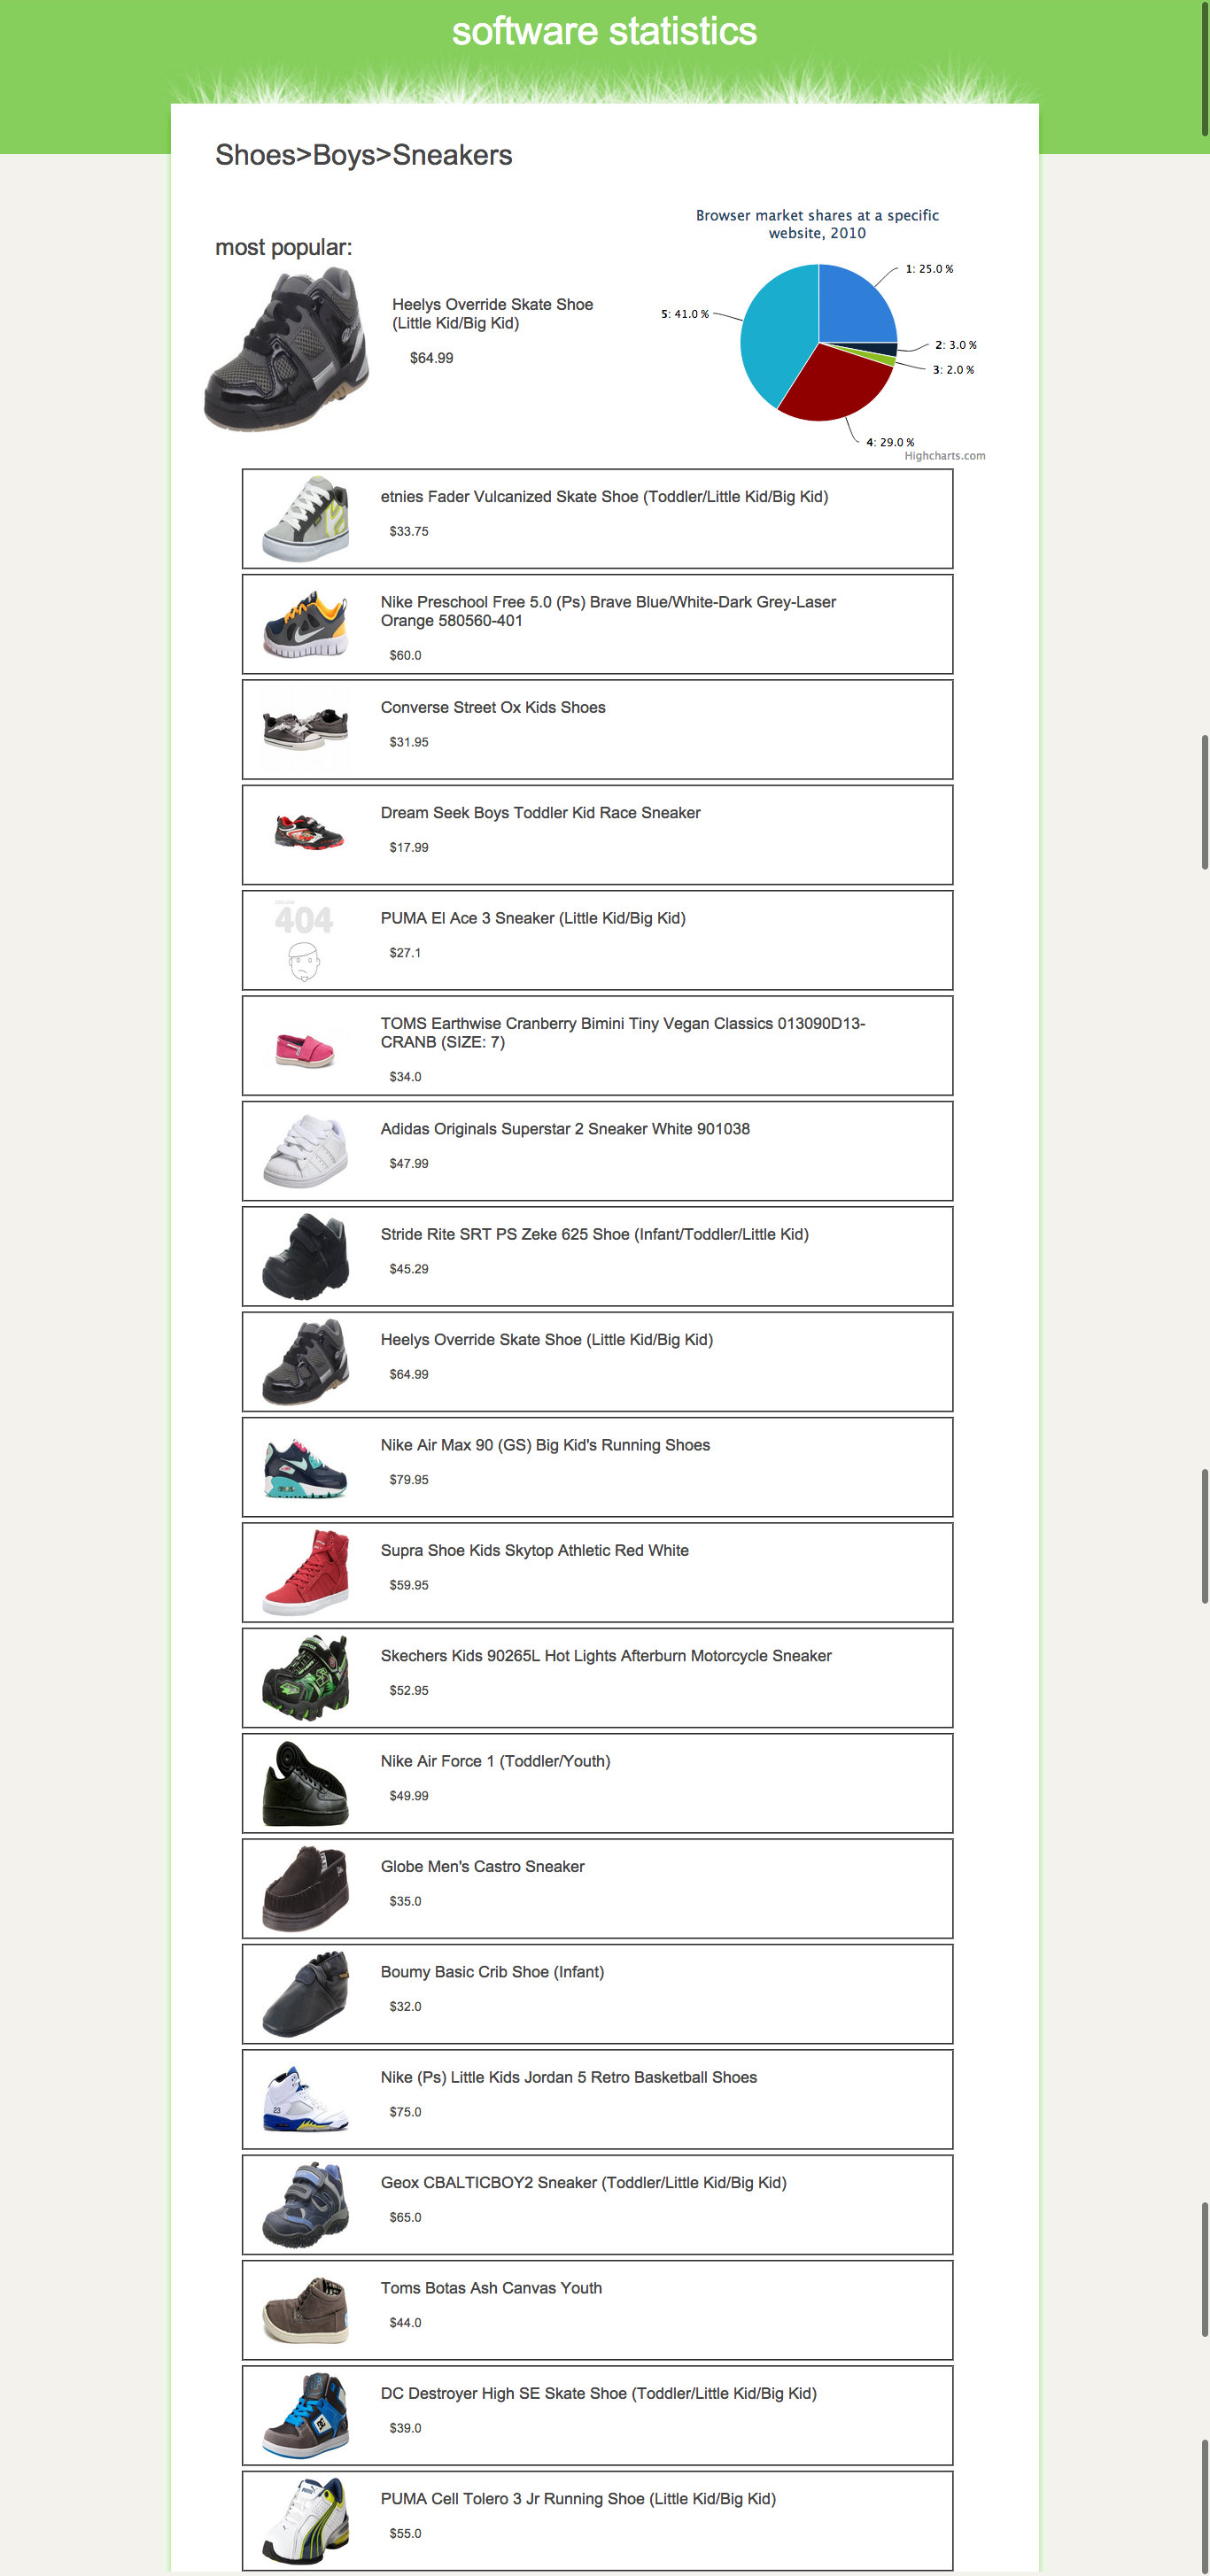 software statistics
Shoes>Boys>Sneakers
most popular:
Heelys Override Skate Shoe
(Little Kid/Big Kid)
$64.99
Browser market shares at a specific
website, 2010
1: 25.0 %
5: 41.0 %
2: 3.0 %
3: 2.0 %
4: 29.0 %
Highcharts.com
etnies Fader Vulcanized Skate Shoe (Toddler/Little Kid/Big Kid)
$33.75
Nike Preschool Free 5.0 (Ps) Brave Blue/White-Dark Grey-Laser
Orange 580560-401
$60.0
Converse Street Ox Kids Shoes
$31.95
Dream Seek Boys Toddler Kid Race Sneaker
$17.99
404
PUMA El Ace 3 Sneaker (Little Kid/Big Kid)
$27.1
TOMS Earthwise Cranberry Bimini Tiny Vegan Classics 013090D13-
CRANB (SIZE: 7)
$34.0
Adidas Originals Superstar 2 Sneaker White 901038
$47.99
Stride Rite SRT PS Zeke 625 Shoe (Infant/Toddler/Little Kid)
$45.29
Heelys Override Skate Shoe (Little Kid/Big Kid)
$64.99
Nike Air Max 90 (GS) Big Kid's Running Shoes
$79.95
Supra Shoe Kids Skytop Athletic Red White
$59.95
Skechers Kids 90265L Hot Lights Afterburn Motorcycle Sneaker
$52.95
Nike Air Force 1 (Toddler/Youth)
$49.99
Globe Men's Castro Sneaker
$35.0
Boumy Basic Crib Shoe (Infant)
$32.0
Nike (Ps) Little Kids Jordan 5 Retro Basketball Shoes
23
$75.0
Geox CBALTICBOY2 Sneaker (Toddler/Little Kid/Big Kid)
$65.0
Toms Botas Ash Canvas Youth
$44.0
DC Destroyer High SE Skate Shoe (Toddler/Little Kid/Big Kid)
$39.0
PUMA Cell Tolero 3 Jr Running Shoe (Little Kid/Big Kid)
$55.0